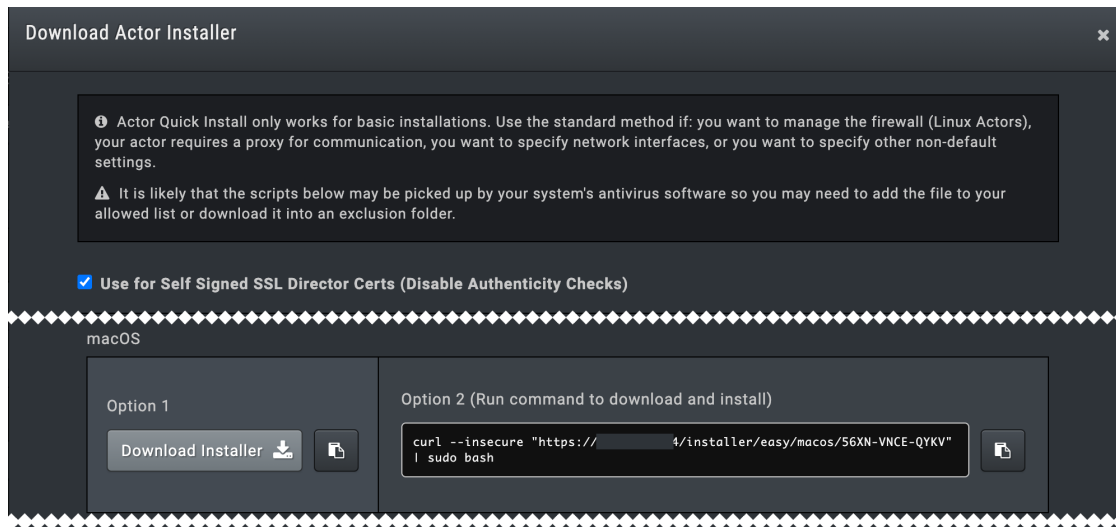 Download Actor Installer
Actor Quick Install only works for basic installations. Use the standard method if: you want to manage the firewall (Linux Actors),
your actor requires a proxy for communication, you want to specify network interfaces, or you want to specify other non-default
settings.
It is likely that the scripts below may be picked up by your system's antivirus software so you may need to add the file to your
allowed list or download it into an exclusion folder.
Use for Self Signed SSL Director Certs (Disable Authenticity Checks)
macOS
Option 1
Download Installer
Option 2 (Run command to download and install)
curl --insecure "https:// 4/installer/easy/macos/56XN-VNCE-QYKV"
| sudo bash